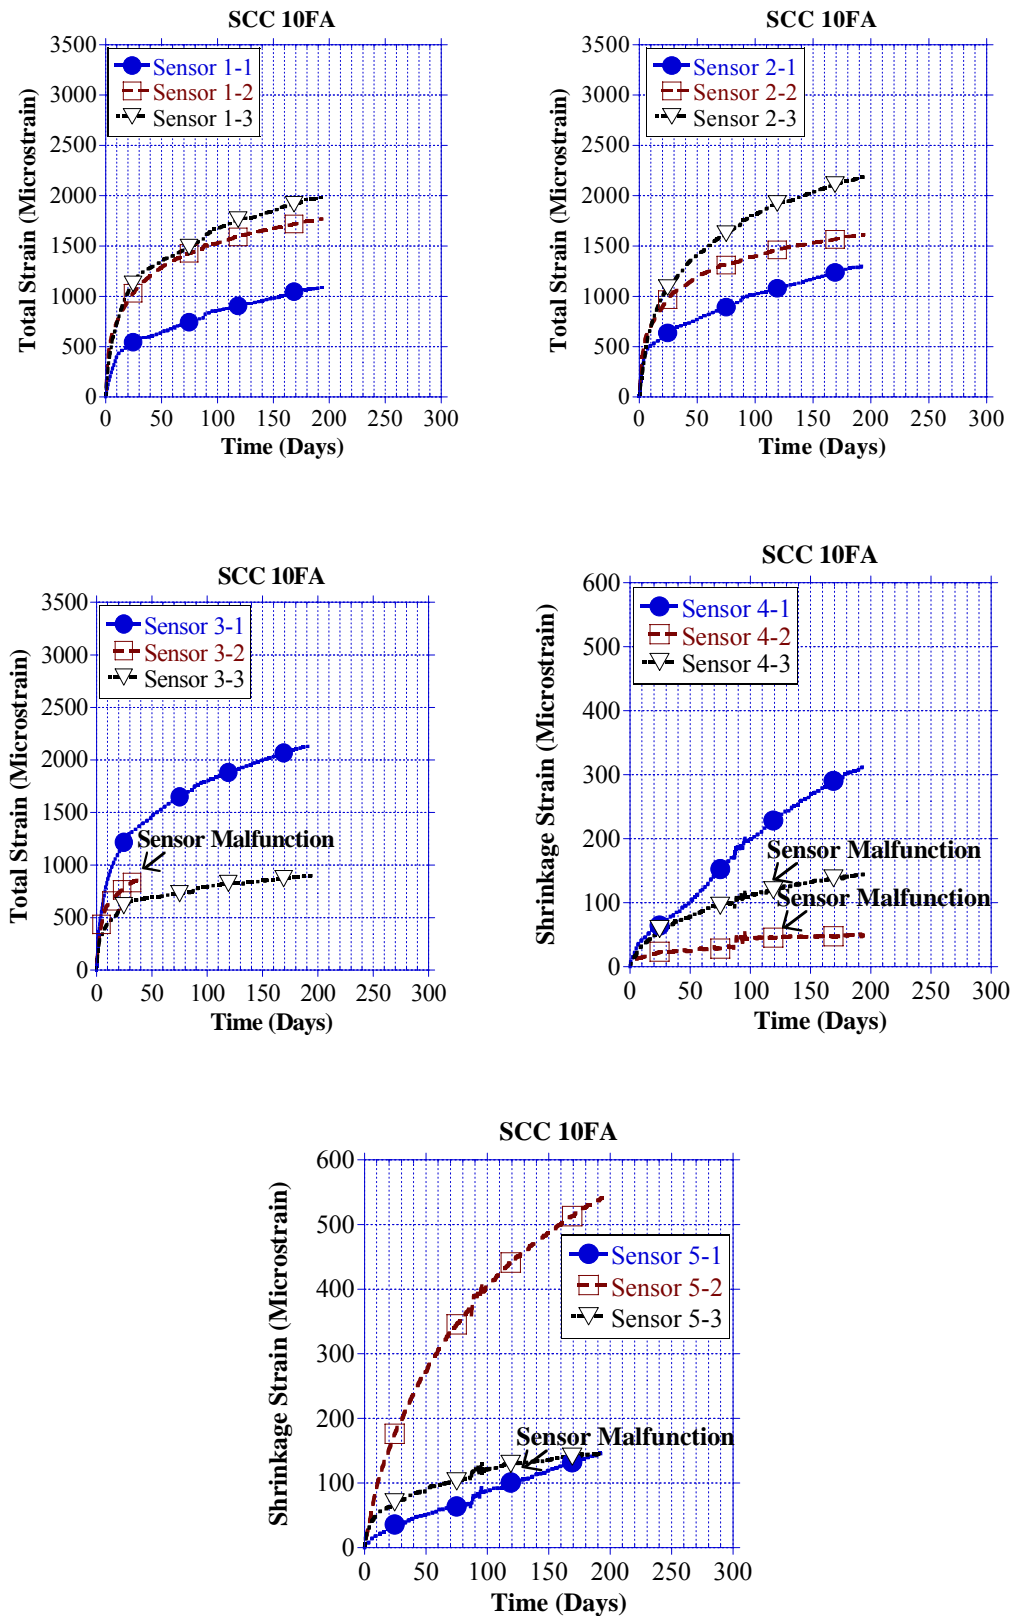 SCC 10FA
3500
3000
2500
2000
1500
1000
500
0
Total Strain (Microstrain)
Sensor 1-1
Sensor 1-2
Sensor 1-3
0 50 100 150 200 250 300
Time (Days)
SCC 10FA
3500
3000
2500
2000
1500
1000
500
0
Total Strain (Microstrain)
Sensor 2-1
Sensor 2-2
Sensor 2-3
0 50 100 150 200 250 300
Time (Days)
SCC 10FA
3500
3000
2500
2000
1500
1000
500
0
Total Strain (Microstrain)
Sensor 3-1
Sensor 3-2
Sensor 3-3
Sensor Malfunction
0 50 100 150 200 250 300
Time (Days)
SCC 10FA
600
500
400
300
200
100
0
Shrinkage Strain (Microstrain)
Sensor 4-1
Sensor 4-2
Sensor 4-3
Sensor Malfunction
Sensor Malfunction
0 50 100 150 200 250 300
Time (Days)
SCC 10FA
600
500
400
300
200
100
0
Shrinkage Strain (Microstrain)
Sensor 5-1
Sensor 5-2
Sensor 5-3
Sensor Malfunction
0 50 100 150 200 250 300
Time (Days)